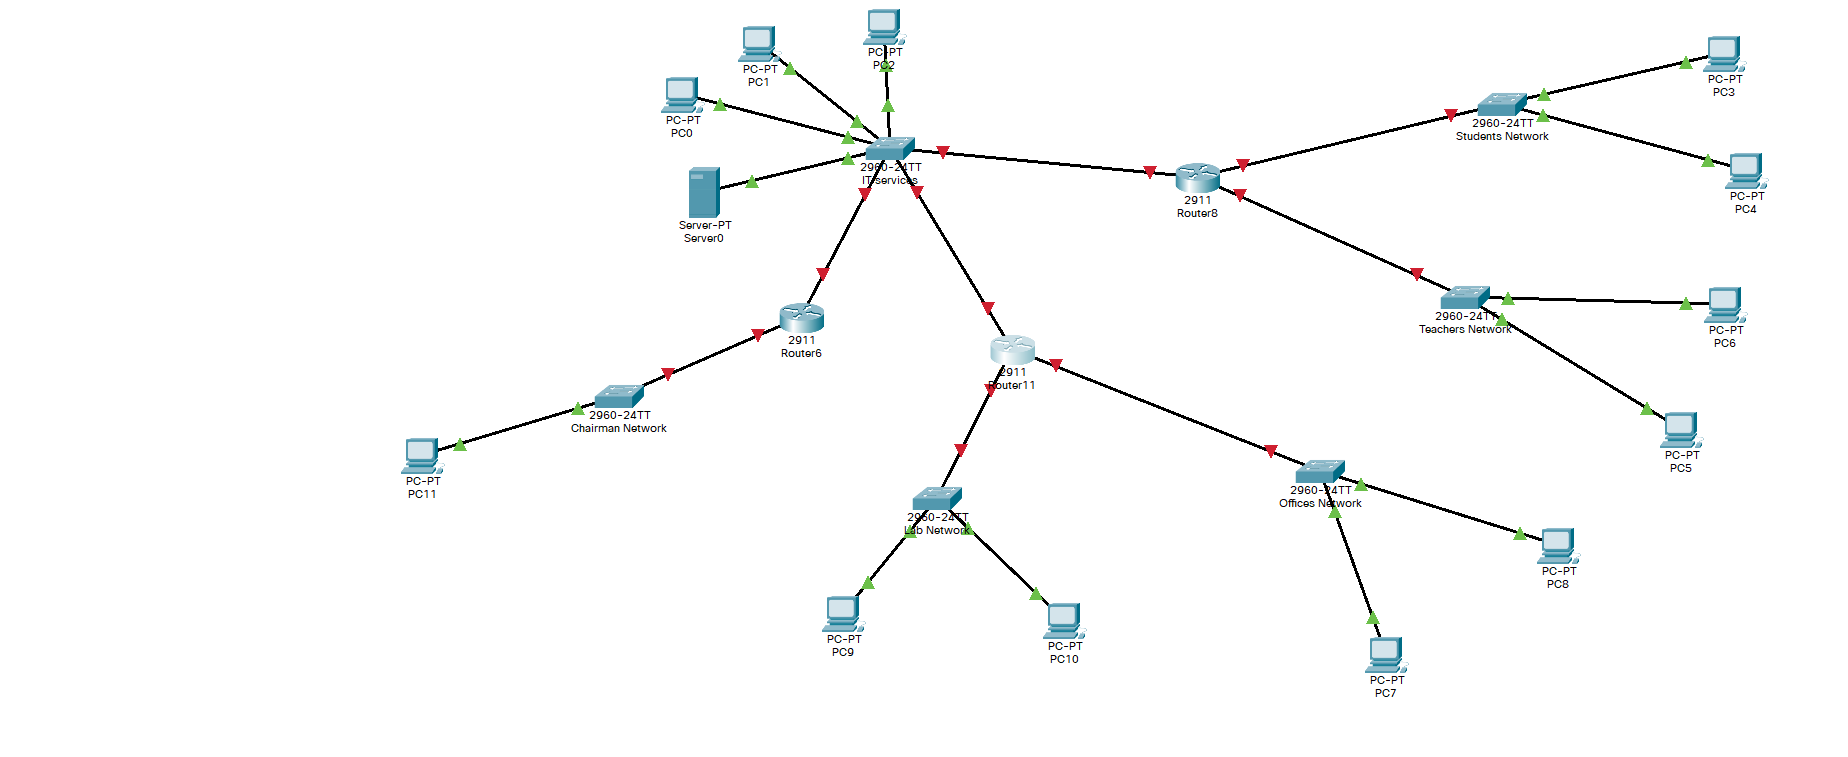 PC-PT
PC2
PC-PT
PC1
PC-PT
PC0
2960-24TT
IT services
Server-PT
Server0
PC-PT
PC3
2960-24TT
Students Network
PC-PT
PC4
2911
Router8
2960-24TT
Teachers Network
PC-PT
PC6
PC-PT
PC5
2911
Router6
2911
Router11
2960-24TT
Chairman Network
PC-PT
PC11
2960-24TT
Lab Network
2960-24TT
Offices Network
PC-PT
PC9
PC-PT
PC10
PC-PT
PC8
PC-PT
PC7